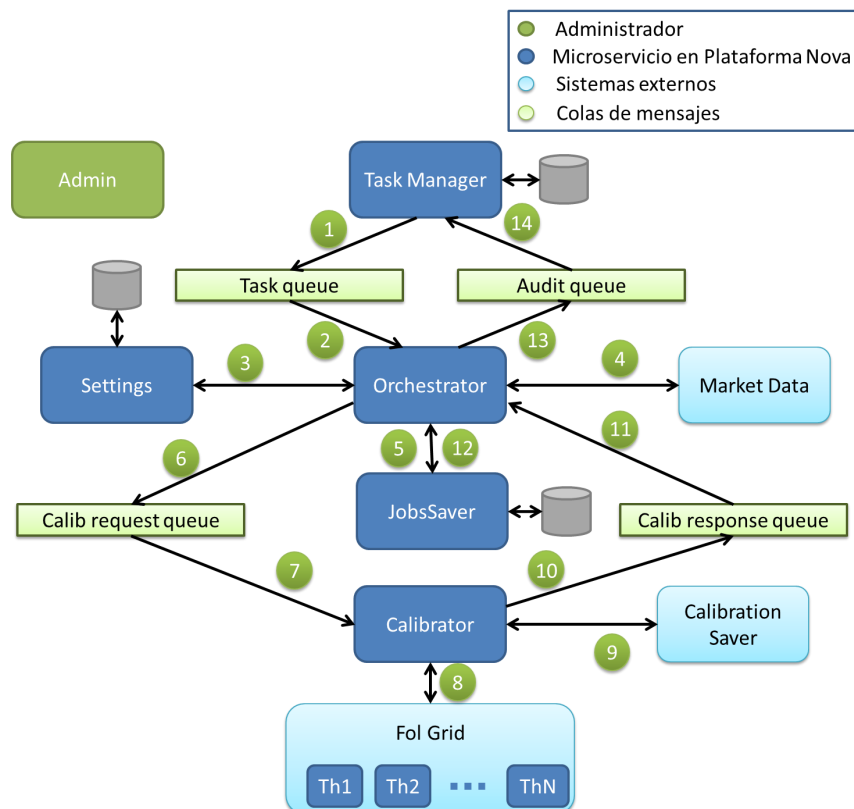 Administrador
Microservicio en Plataforma Nova
Sistemas externos
Colas de mensajes
Admin
Task Manager
1
14
Task queue
Audit queue
2
13
3
4
Settings
Orchestrator
Market Data
11
6
5
12
JobsSaver
Calib request queue
Calib response queue
7
10
Calibrator
Calibration
Saver
9
8
Fol Grid
Th1
Th2
ThN